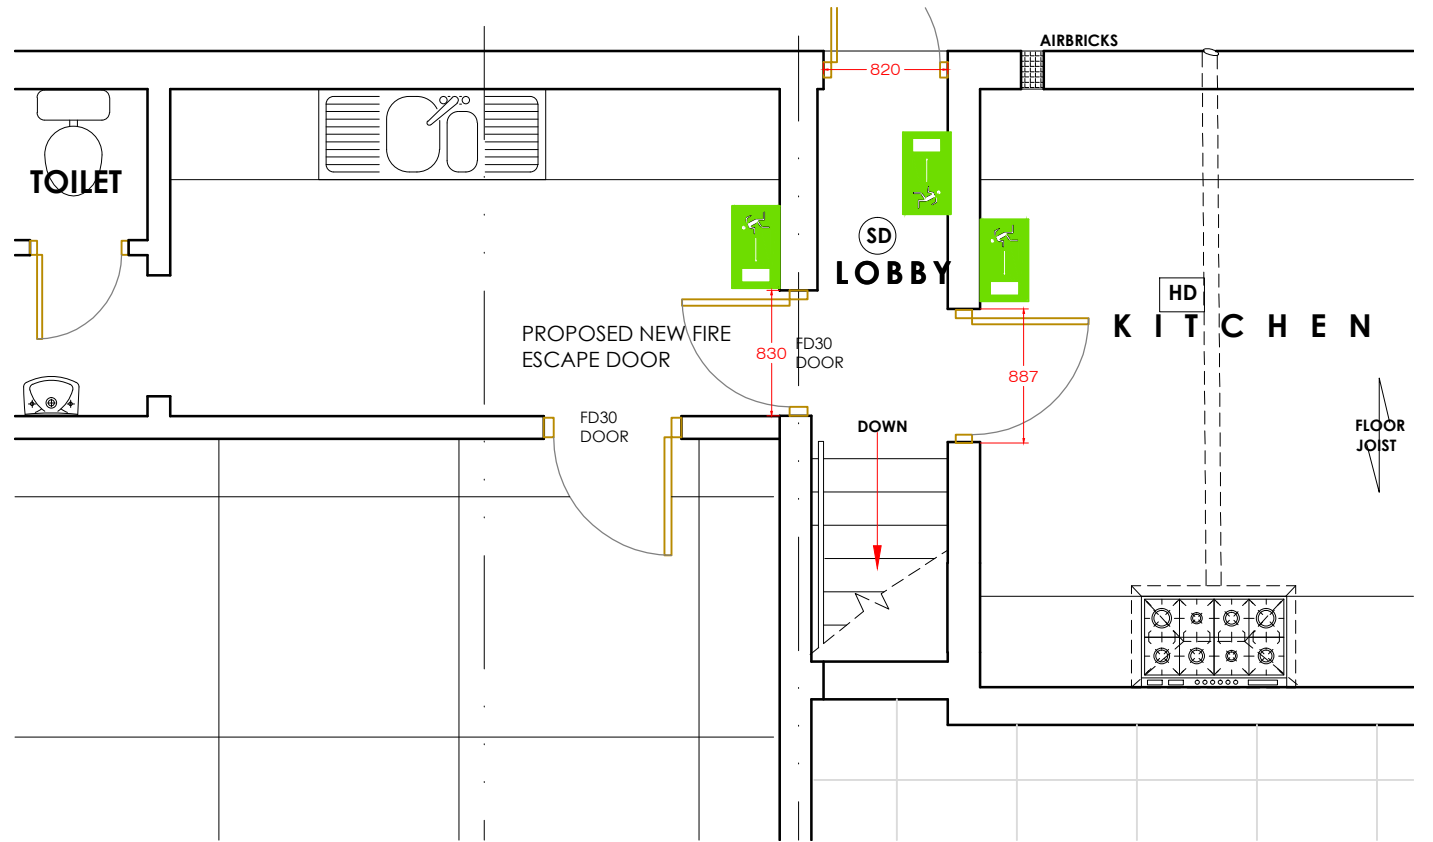 AIRBRICKS
820
TOILET
SD
LOBBY
HD
KITCHEN
PROPOSED NEW FIRE
ESCAPE DOOR
830
FD30
DOOR
887
FD30
DOOR
DOWN
FLOOR
JOIST